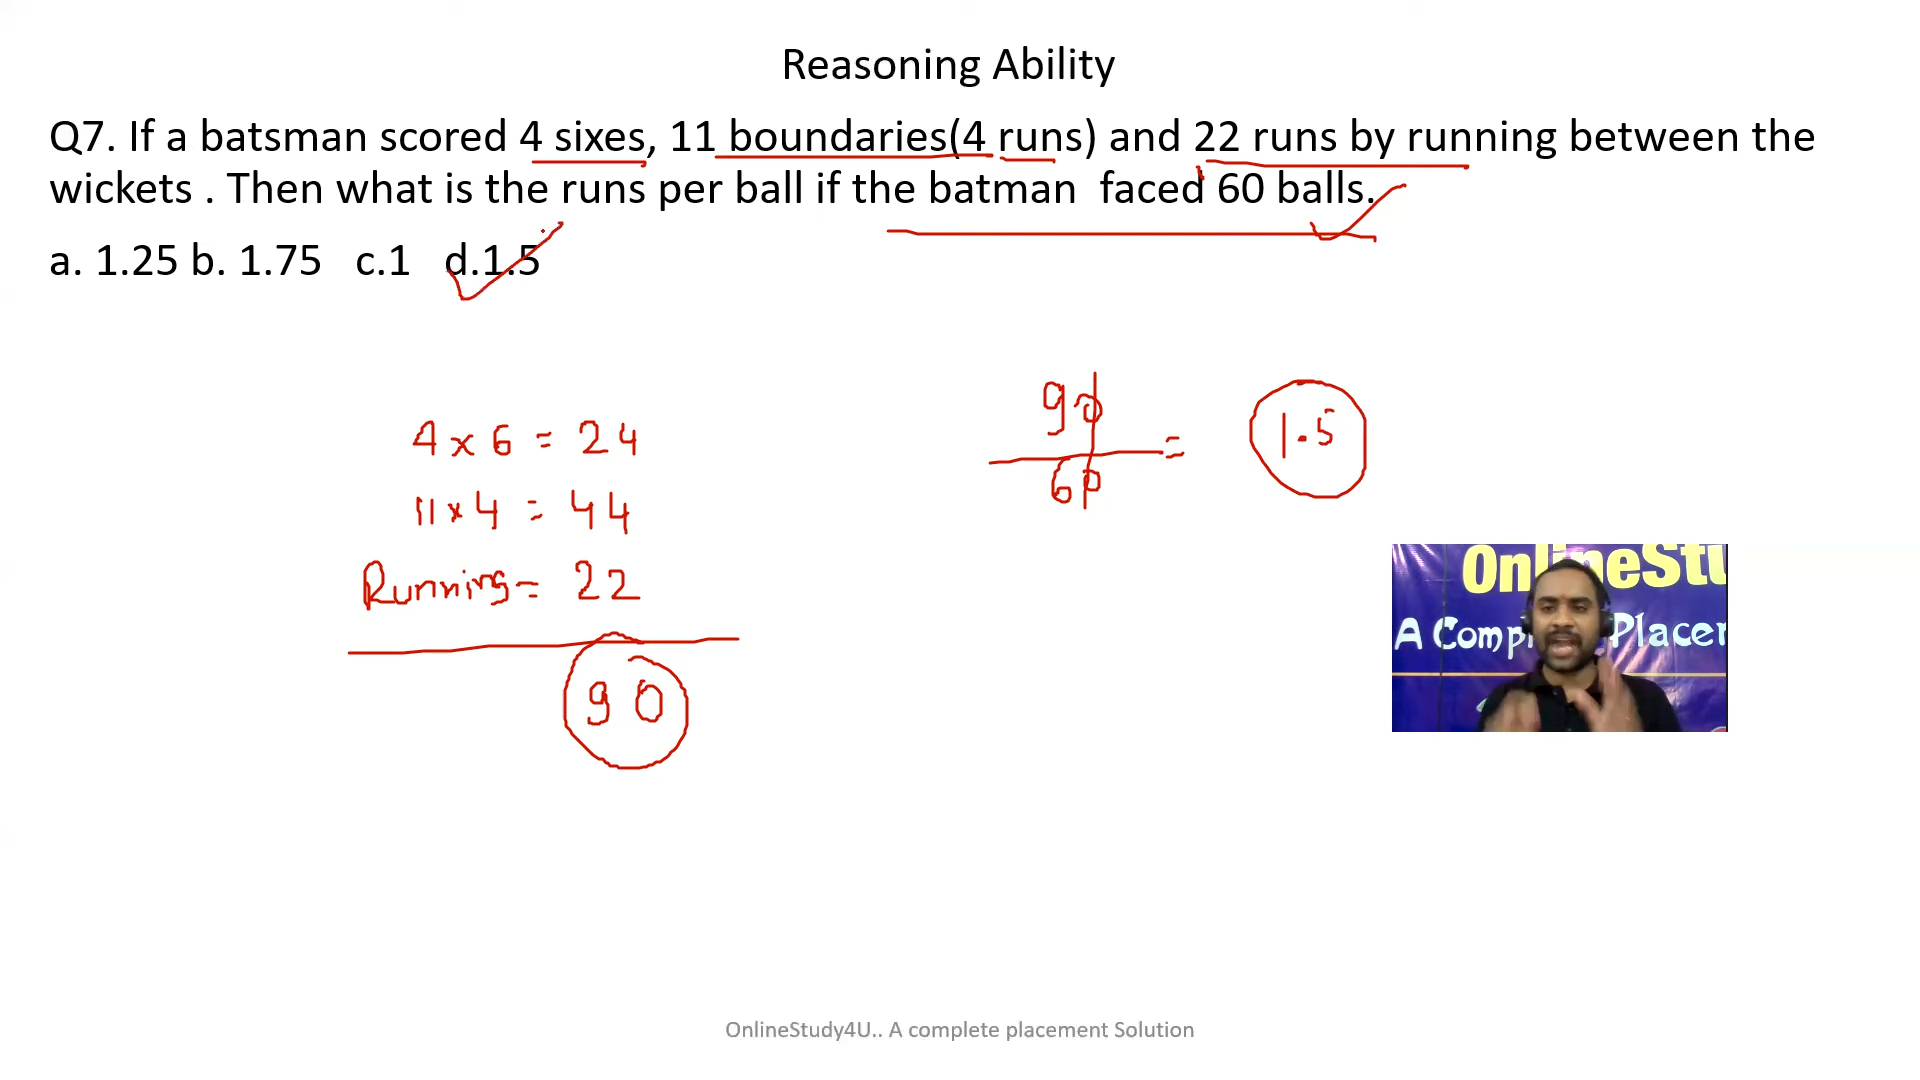 Reasoning Ability
Q7. If a batsman scored 4 sixes, 11 boundaries(4 runs) and 22 runs by running between the
wickets . Then what is the runs per ball if the batman faced 60 balls.
a. 1.25 b. 1.75 c.1 d.1.5
4 x 6 = 24
11 x 4 = 44
Running = 22
90
90
60
= 1.5
OnlineStu
A Comp Placer
OnlineStudy4U.. A complete placement Solution